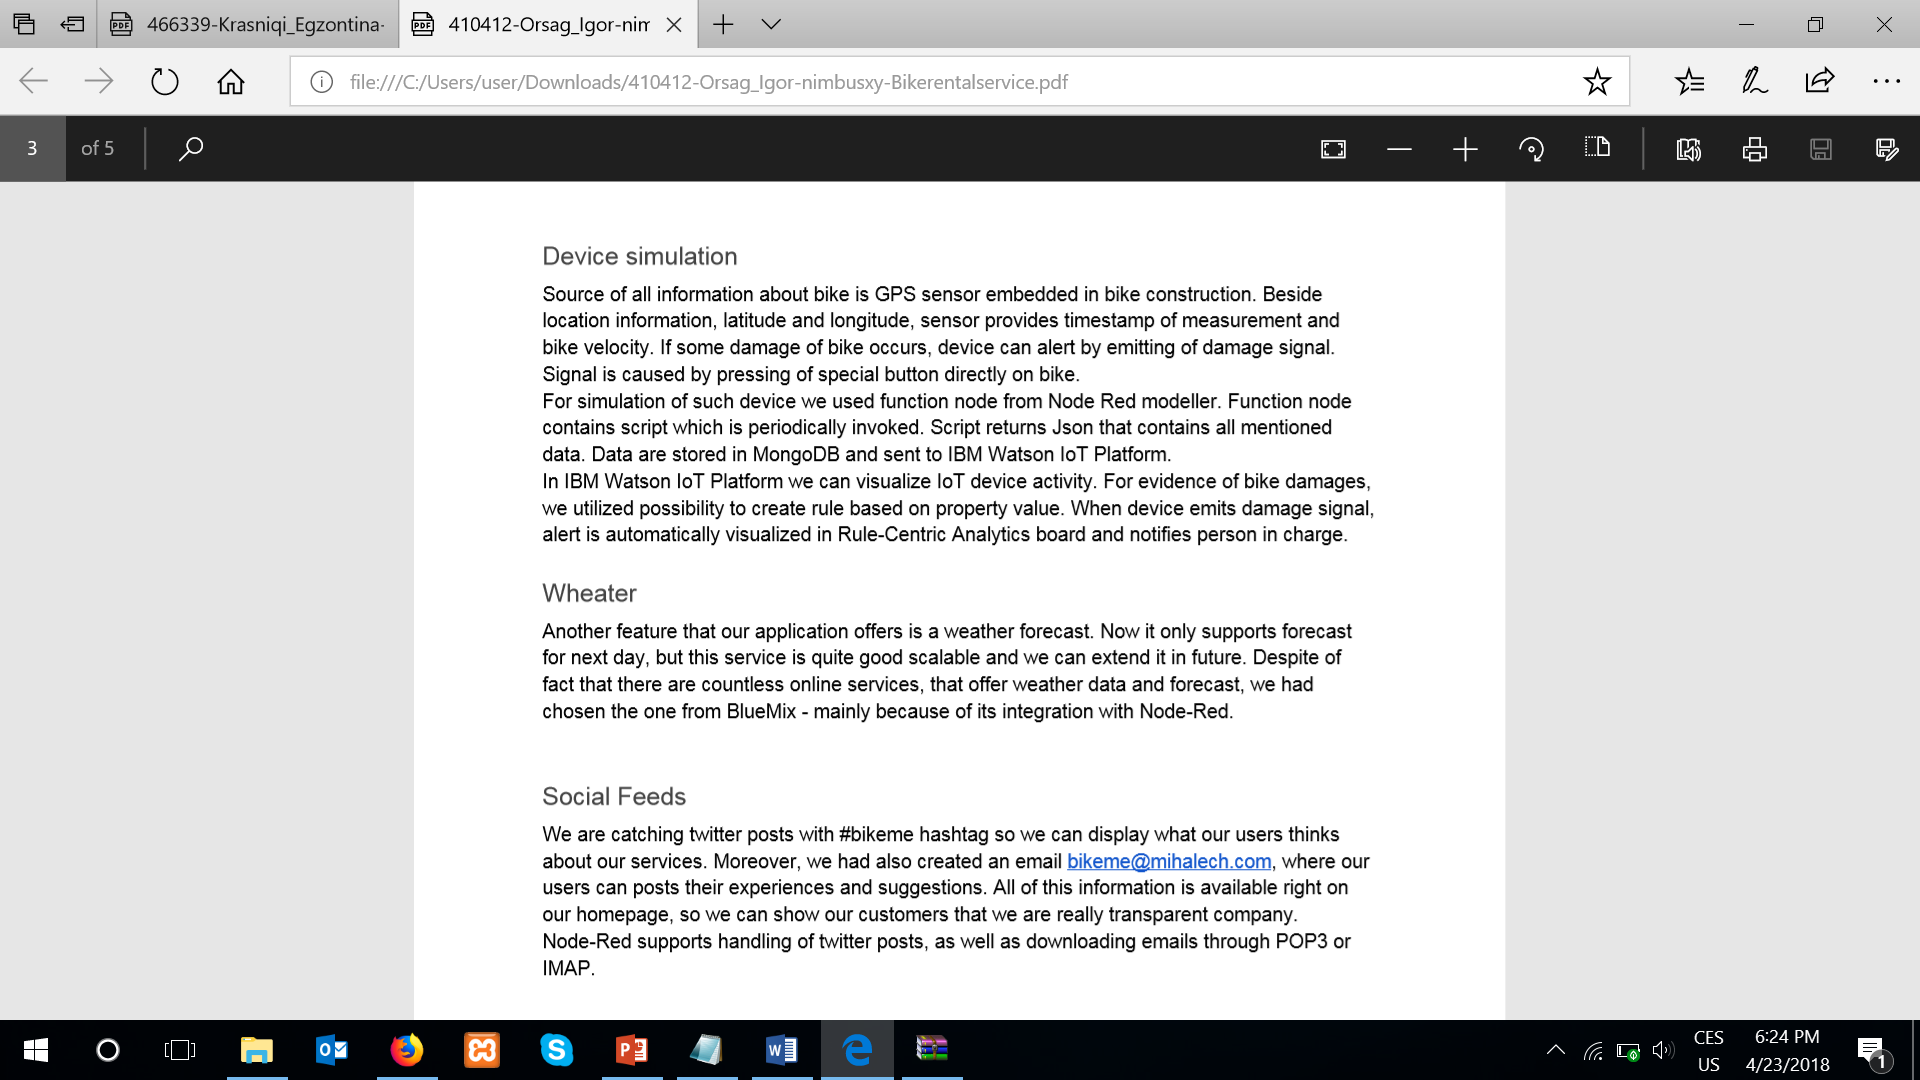 466339-Krasniqi_Egzontina-
410412-Orsag_Igor-nim
file:///C:/Users/user/Downloads/410412-Orsag_Igor-nimbusxy-Bikerentalservice.pdf
3 of 5
Device simulation
Source of all information about bike is GPS sensor embedded in bike construction. Beside
location information, latitude and longitude, sensor provides timestamp of measurement and
bike velocity. If some damage of bike occurs, device can alert by emitting of damage signal.
Signal is caused by pressing of special button directly on bike.
For simulation of such device we used function node from Node Red modeller. Function node
contains script which is periodically invoked. Script returns Json that contains all mentioned
data. Data are stored in MongoDB and sent to IBM Watson IoT Platform.
In IBM Watson IoT Platform we can visualize IoT device activity. For evidence of bike damages,
we utilized possibility to create rule based on property value. When device emits damage signal,
alert is automatically visualized in Rule-Centric Analytics board and notifies person in charge.
Wheater
Another feature that our application offers is a weather forecast. Now it only supports forecast
for next day, but this service is quite good scalable and we can extend it in future. Despite of
fact that there are countless online services, that offer weather data and forecast, we had
chosen the one from BlueMix - mainly because of its integration with Node-Red.
Social Feeds
We are catching twitter posts with #bikeme hashtag so we can display what our users thinks
about our services. Moreover, we had also created an email bikeme@mihalech.com, where our
users can posts their experiences and suggestions. All of this information is available right on
our homepage, so we can show our customers that we are really transparent company.
Node-Red supports handling of twitter posts, as well as downloading emails through POP3 or
IMAP.
CES 6:24 PM
US 4/23/2018
1